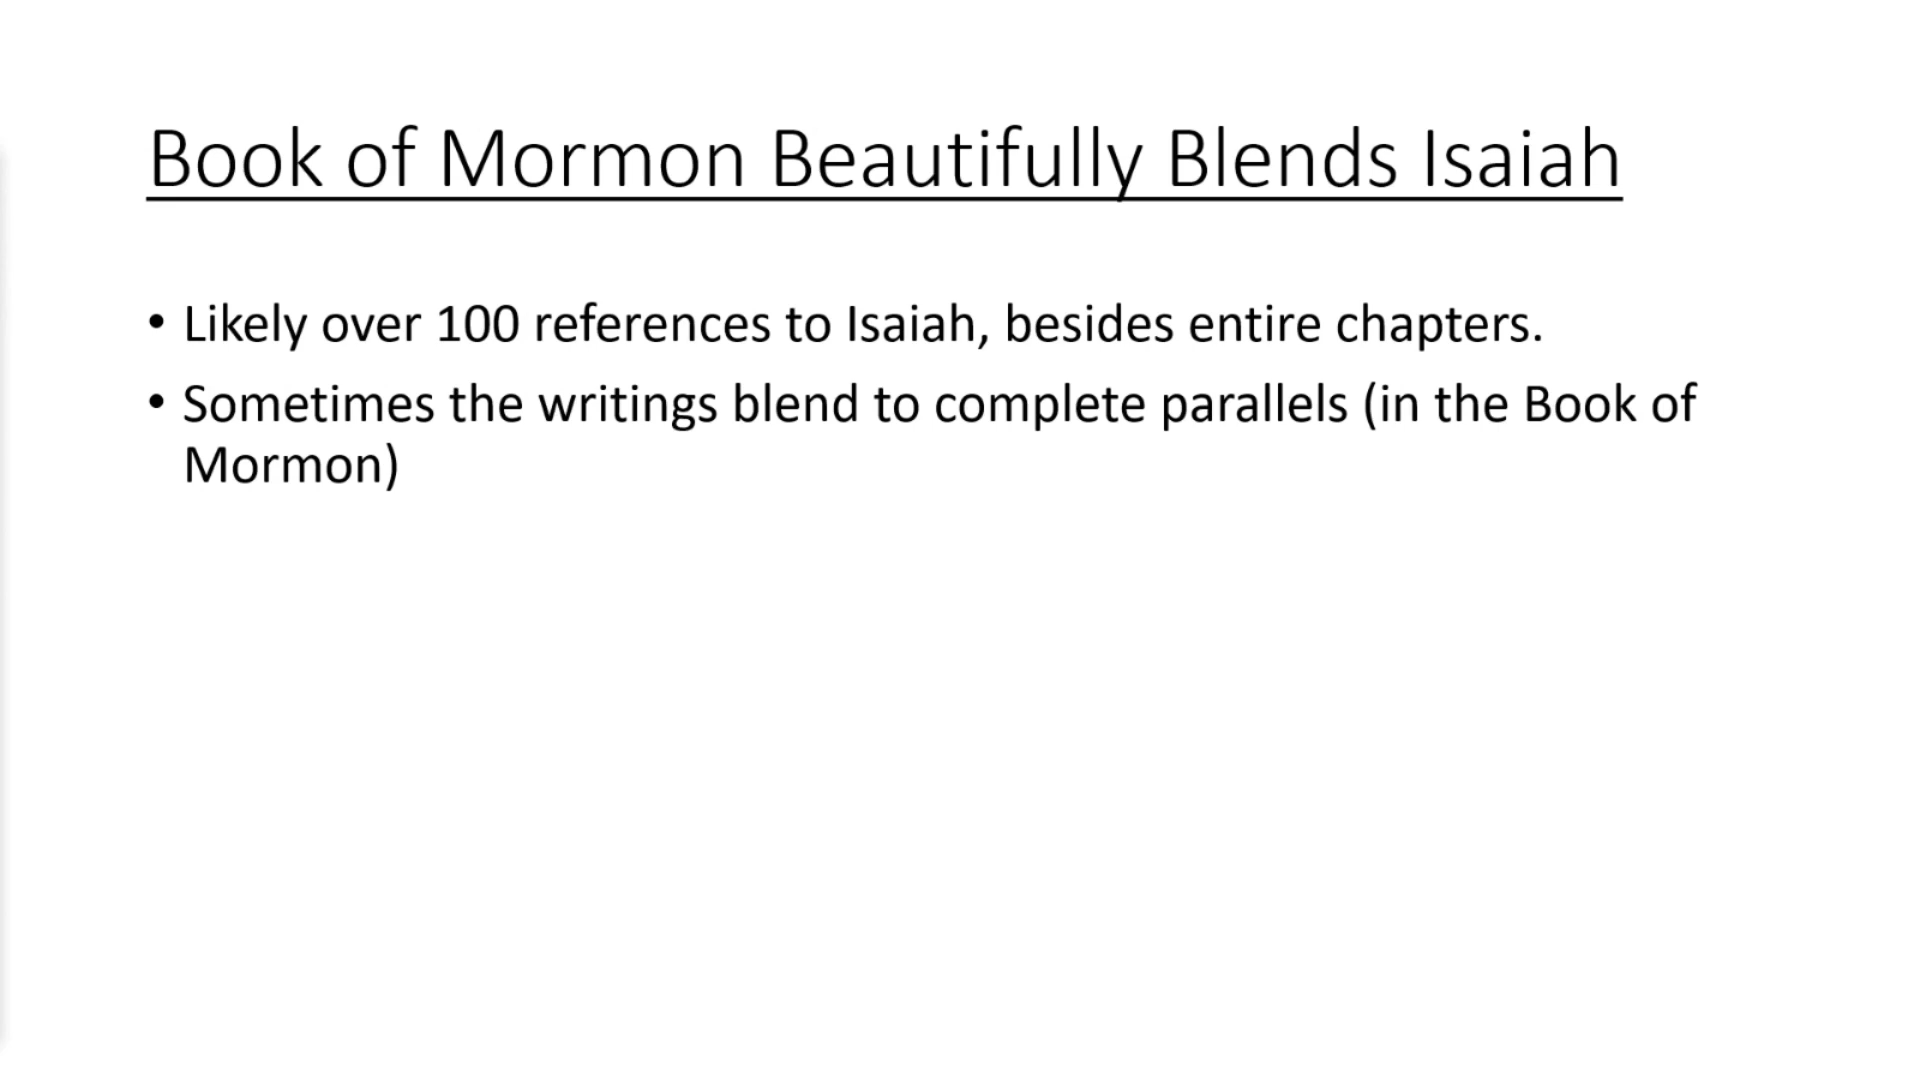 Book of Mormon Beautifully Blends Isaiah
• Likely over 100 references to Isaiah, besides entire chapters.
• Sometimes the writings blend to complete parallels (in the Book of
Mormon)